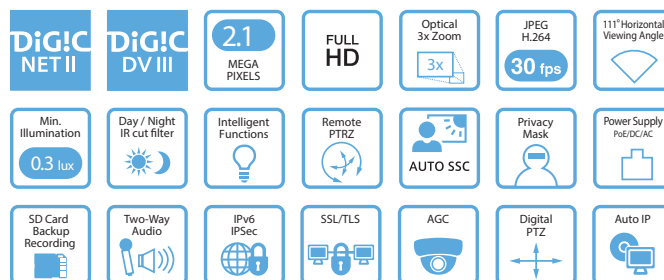 DiG!C
NET II
DiG!C
DV III
2.1
MEGA
PIXELS
FULL
HD
Optical
3x Zoom
3x
JPEG
H.264
30 fps
111° Horizontal
Viewing Angle
Min.
Illumination
0.3 lux
Day / Night
IR cut filter
Intelligent
Functions
Remote
PTRZ
AUTO SSC
Privacy
Mask
Power Supply
PoE/DC/AC
SD Card
Backup
Recording
Two-Way
Audio
IPv6
IPSec
SSL/TLS
AGC
Digital
PTZ
Auto IP